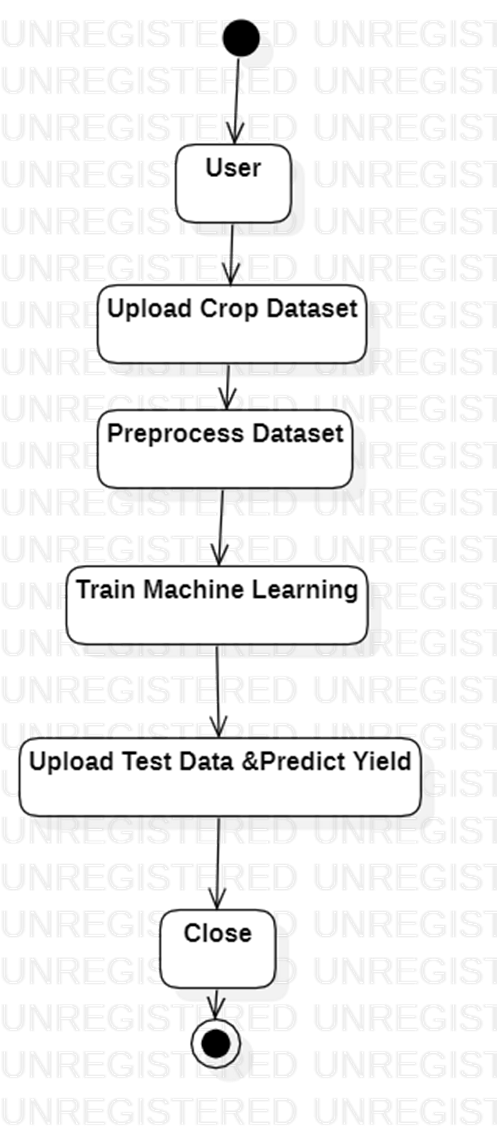 User
Upload Crop Dataset
Preprocess Dataset
Train Machine Learning
Upload Test Data &Predict Yield
Close